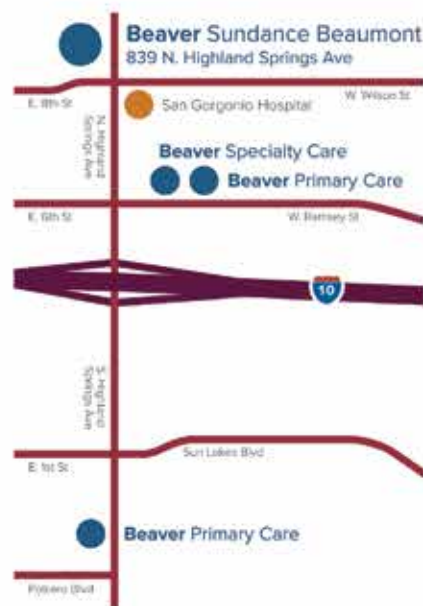 Beaver Sundance Beaumont
839 N. Highland Springs Ave
E. 8th St
W. Wilson St
San Gorgonio Hospital
N. Highland
Springs Ave
Beaver Specialty Care
Beaver Primary Care
E. 6th St
W. Ramsey St
10
S. Highland
Springs Ave
E. 1st St
Sun Lakes Blvd
Beaver Primary Care
Potrero Blvd